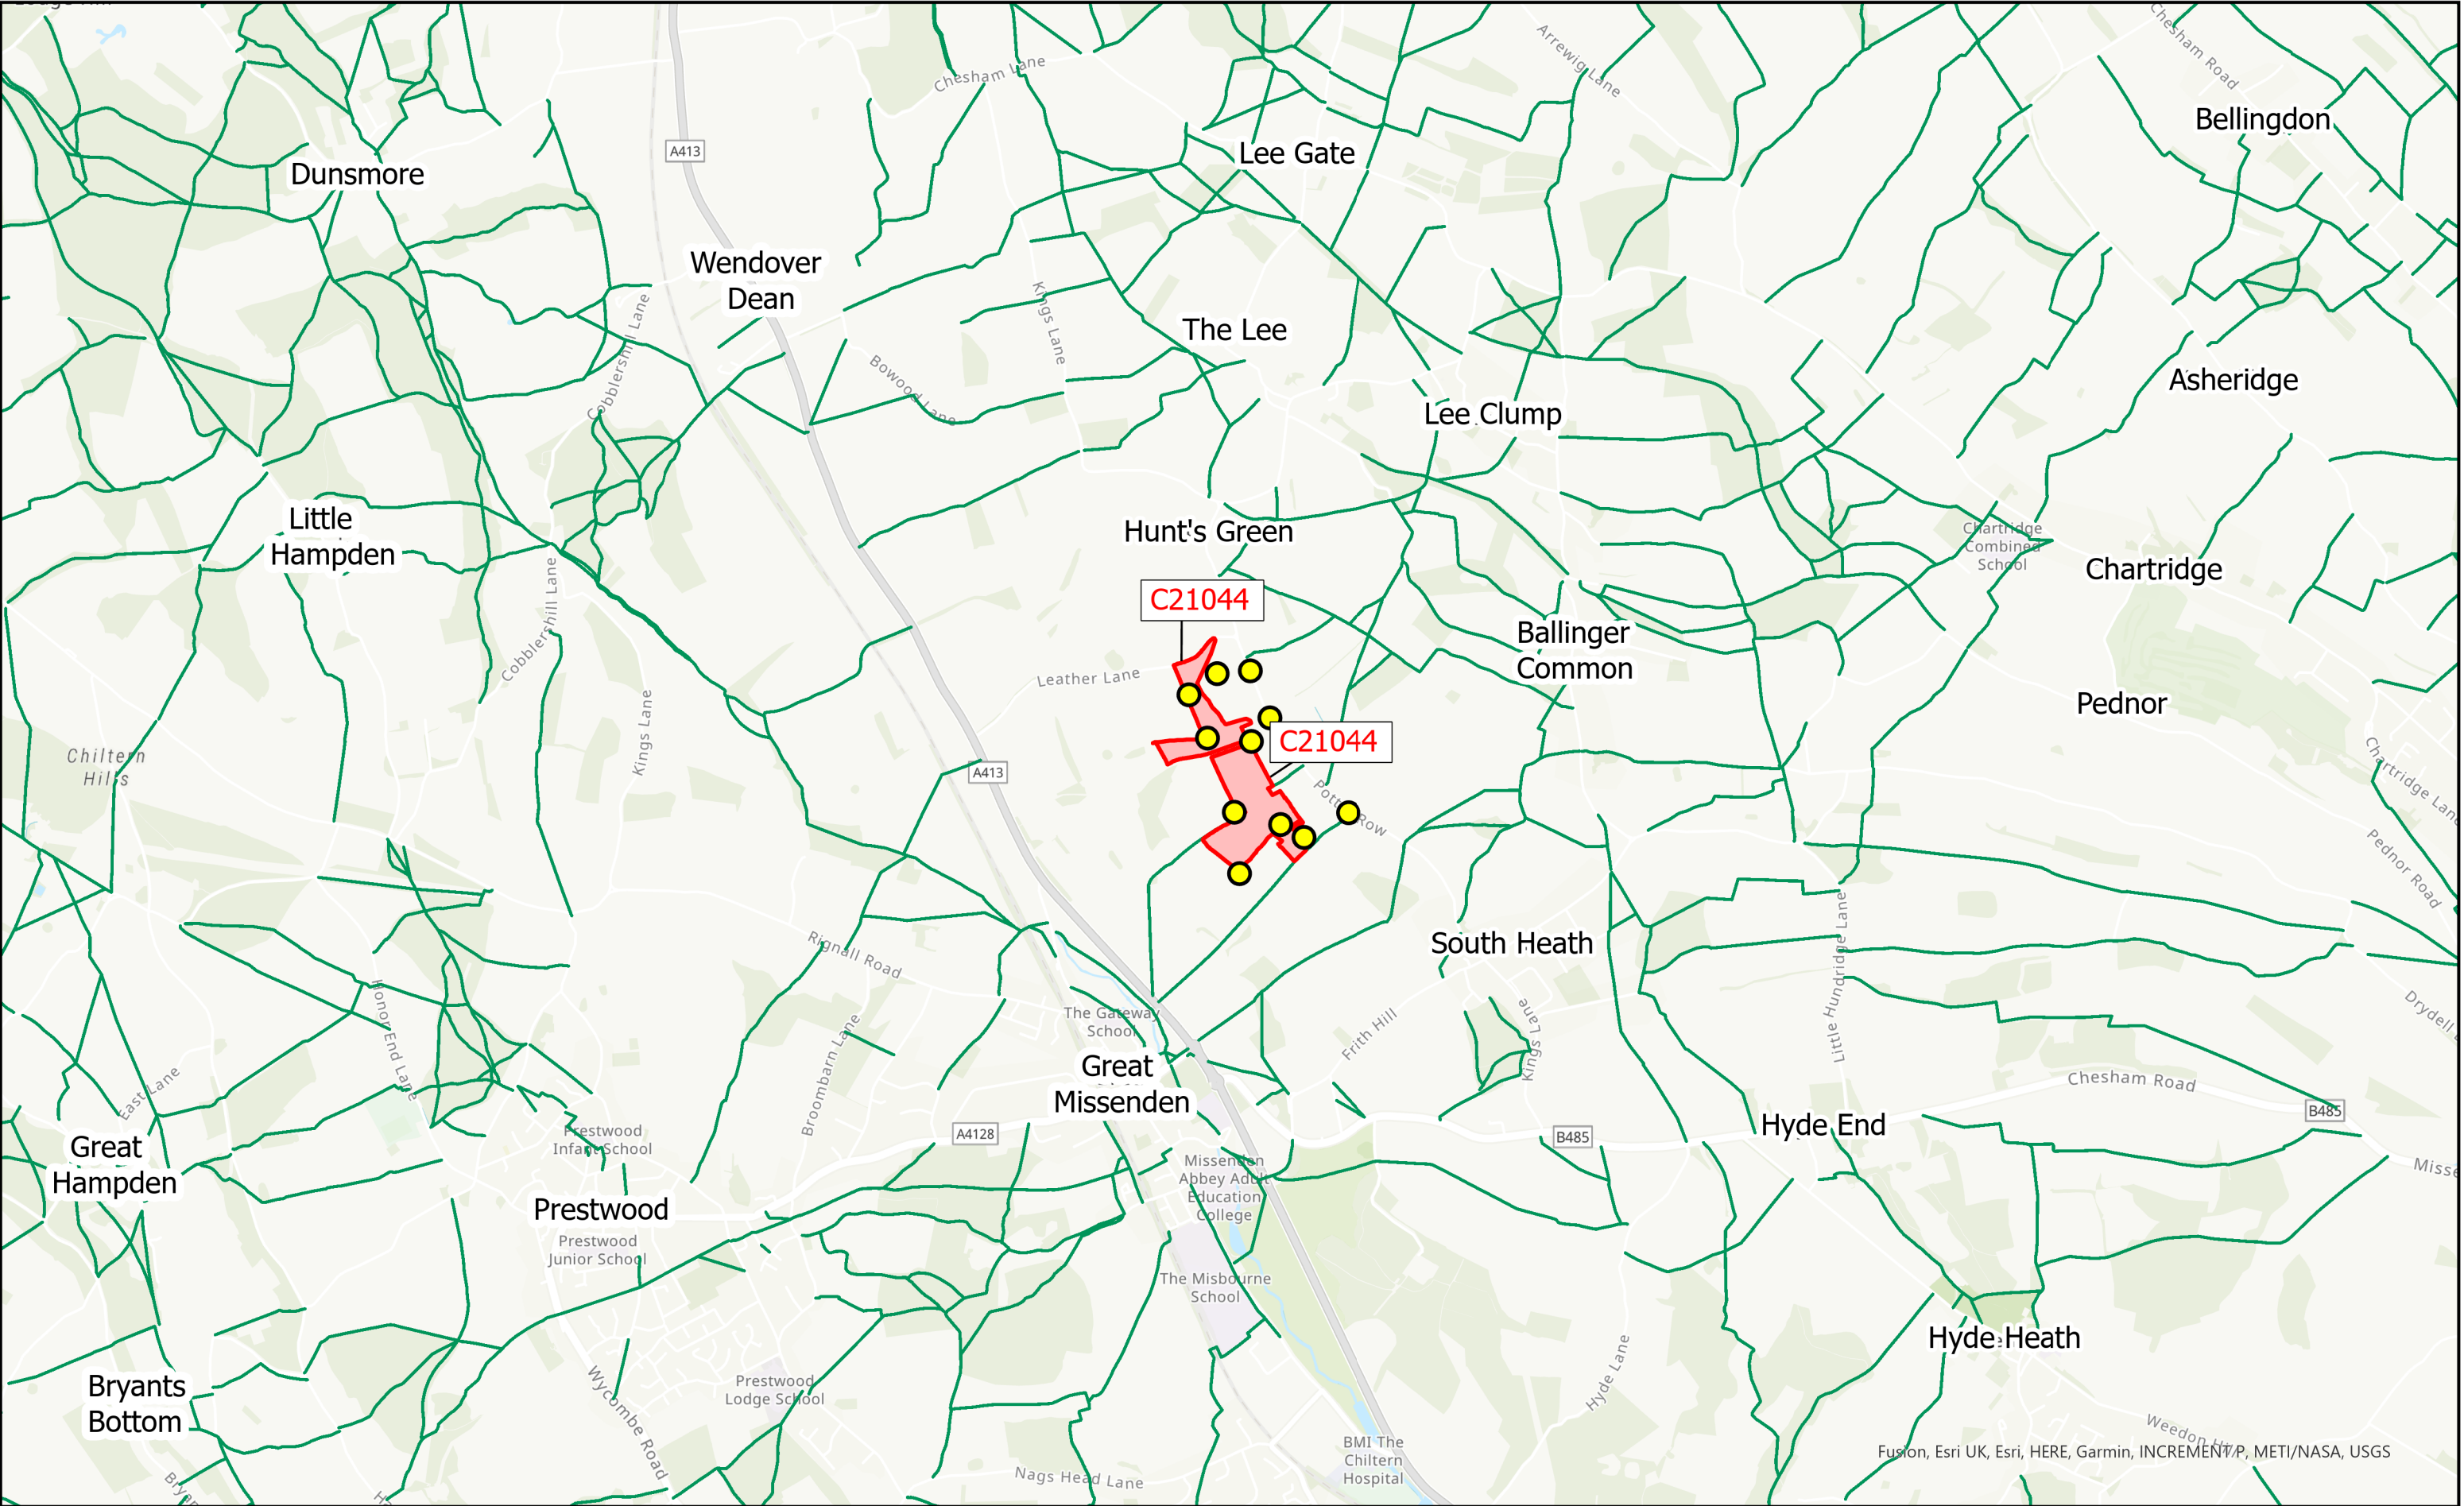 Chesham Lane
Arrewig Lane
Chesham Road
Bellingdon
A413
Lee Gate
Dunsmore
Wendover
Dean
Kings Lane
Cobblershill Lane
The Lee
Bowood Lane
Asheridge
Lee Clump
Little
Hampden
Hunt's Green
Chartridge
Combined
School
Chartridge
C21044
Cobblershill Lane
Ballinger
Common
Leather Lane
Pednor
Kings Lane
Chiltern
Hills
C21044
A413
Chartridge Lane
Potter Row
Pednor Road
South Heath
Rignall Road
Little Hundridge Lane
Honor End Lane
The Gateway
School
Kings Lane
Frith Hill
Drydell
Broombarn Lane
Great
Missenden
East Lane
Chesham Road
B485
Hyde End
A4128
B485
Prestwood
Infant School
Great
Hampden
Missenden
Abbey Adult
Education
College
Misse
Prestwood
Prestwood
Junior School
The Misbourne
School
Hyde Heath
Hyde Lane
Bryants
Bottom
Wycombe Road
Prestwood
Lodge School
BMI The
Chiltern
Hospital
Nags Head Lane
Fusion, Esri UK, Esri, HERE, Garmin, INCREMENT P, METI/NASA, USGS